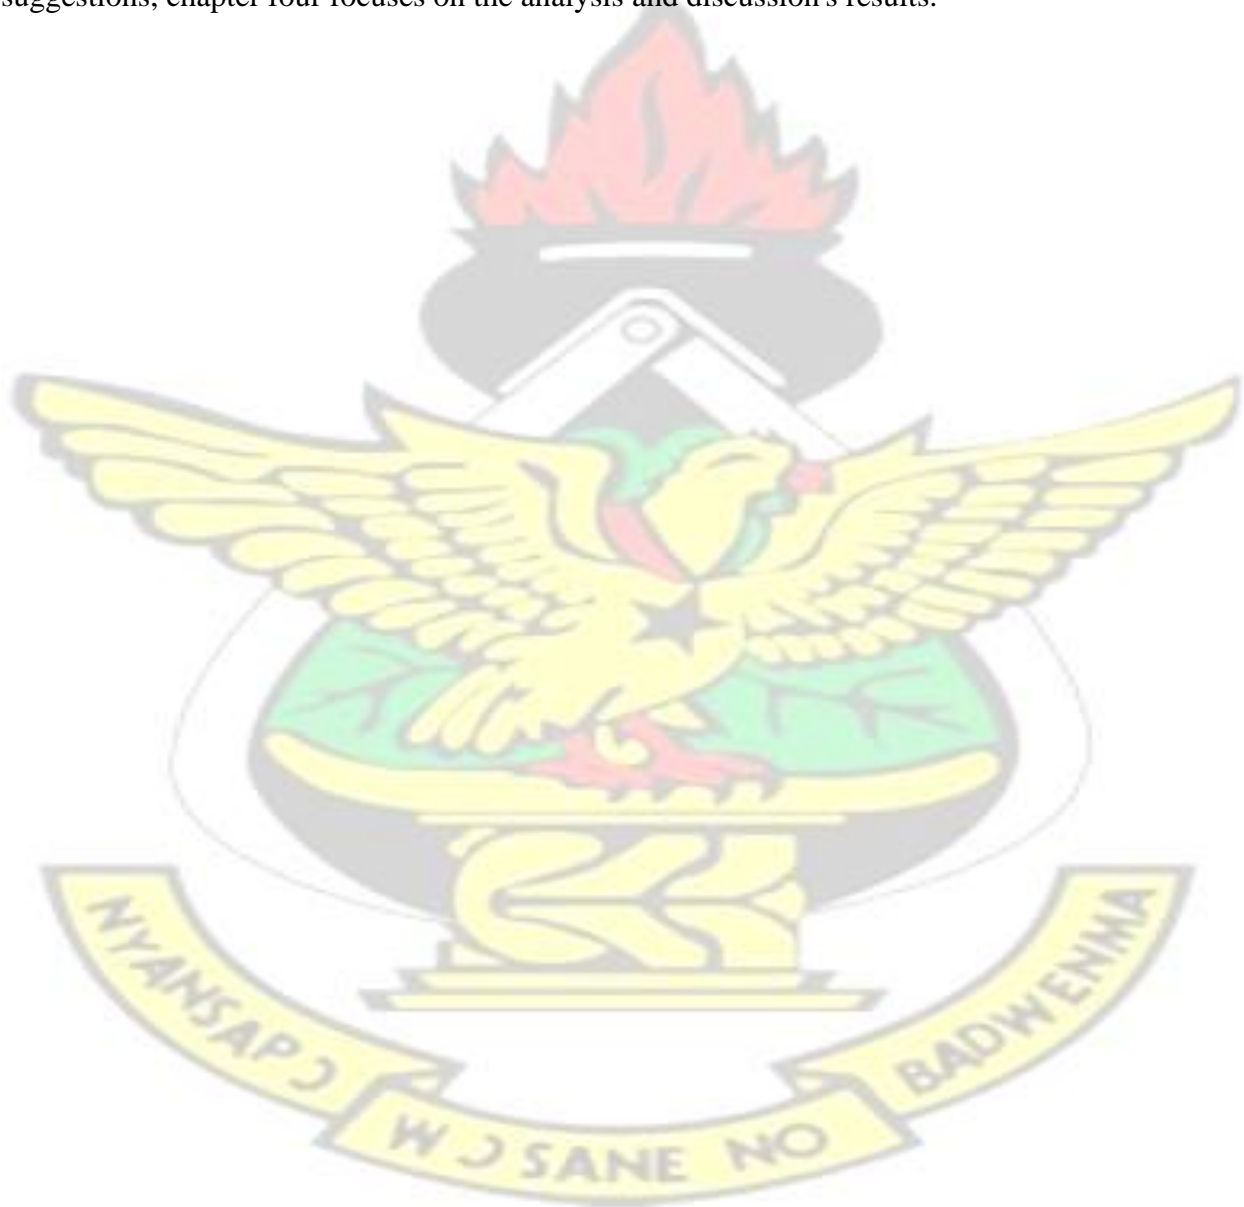 suggestions, chapter four focuses on the analysis and discussion's results.
NYANSAPƆ
WƆSANE NO
BADWENMA